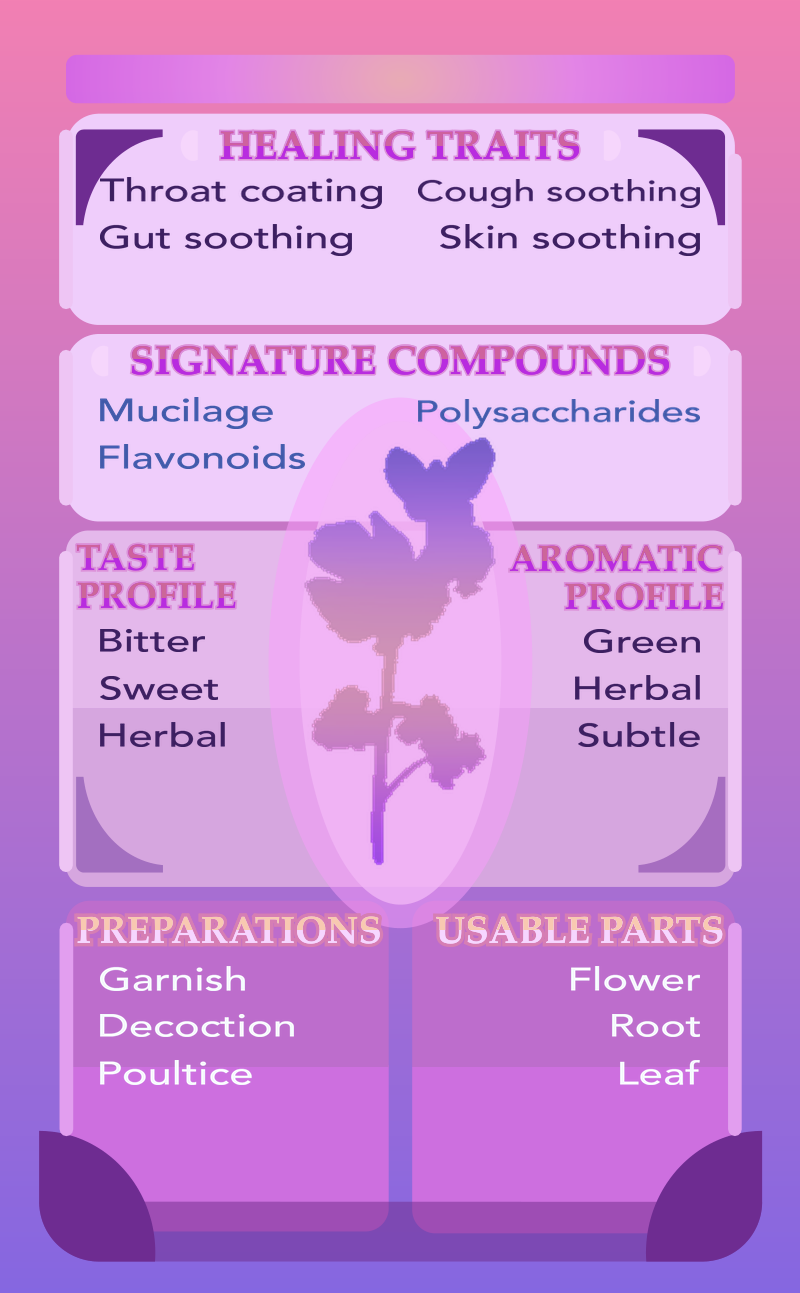 HEALING TRAITS
Throat coating Cough soothing
Gut soothing Skin soothing
SIGNATURE COMPOUNDS
Mucilage Polysaccharides
Flavonoids
TASTE
PROFILE
Bitter
Sweet
Herbal
AROMATIC
PROFILE
Green
Herbal
Subtle
PREPARATIONS
Garnish
Decoction
Poultice
USABLE PARTS
Flower
Root
Leaf